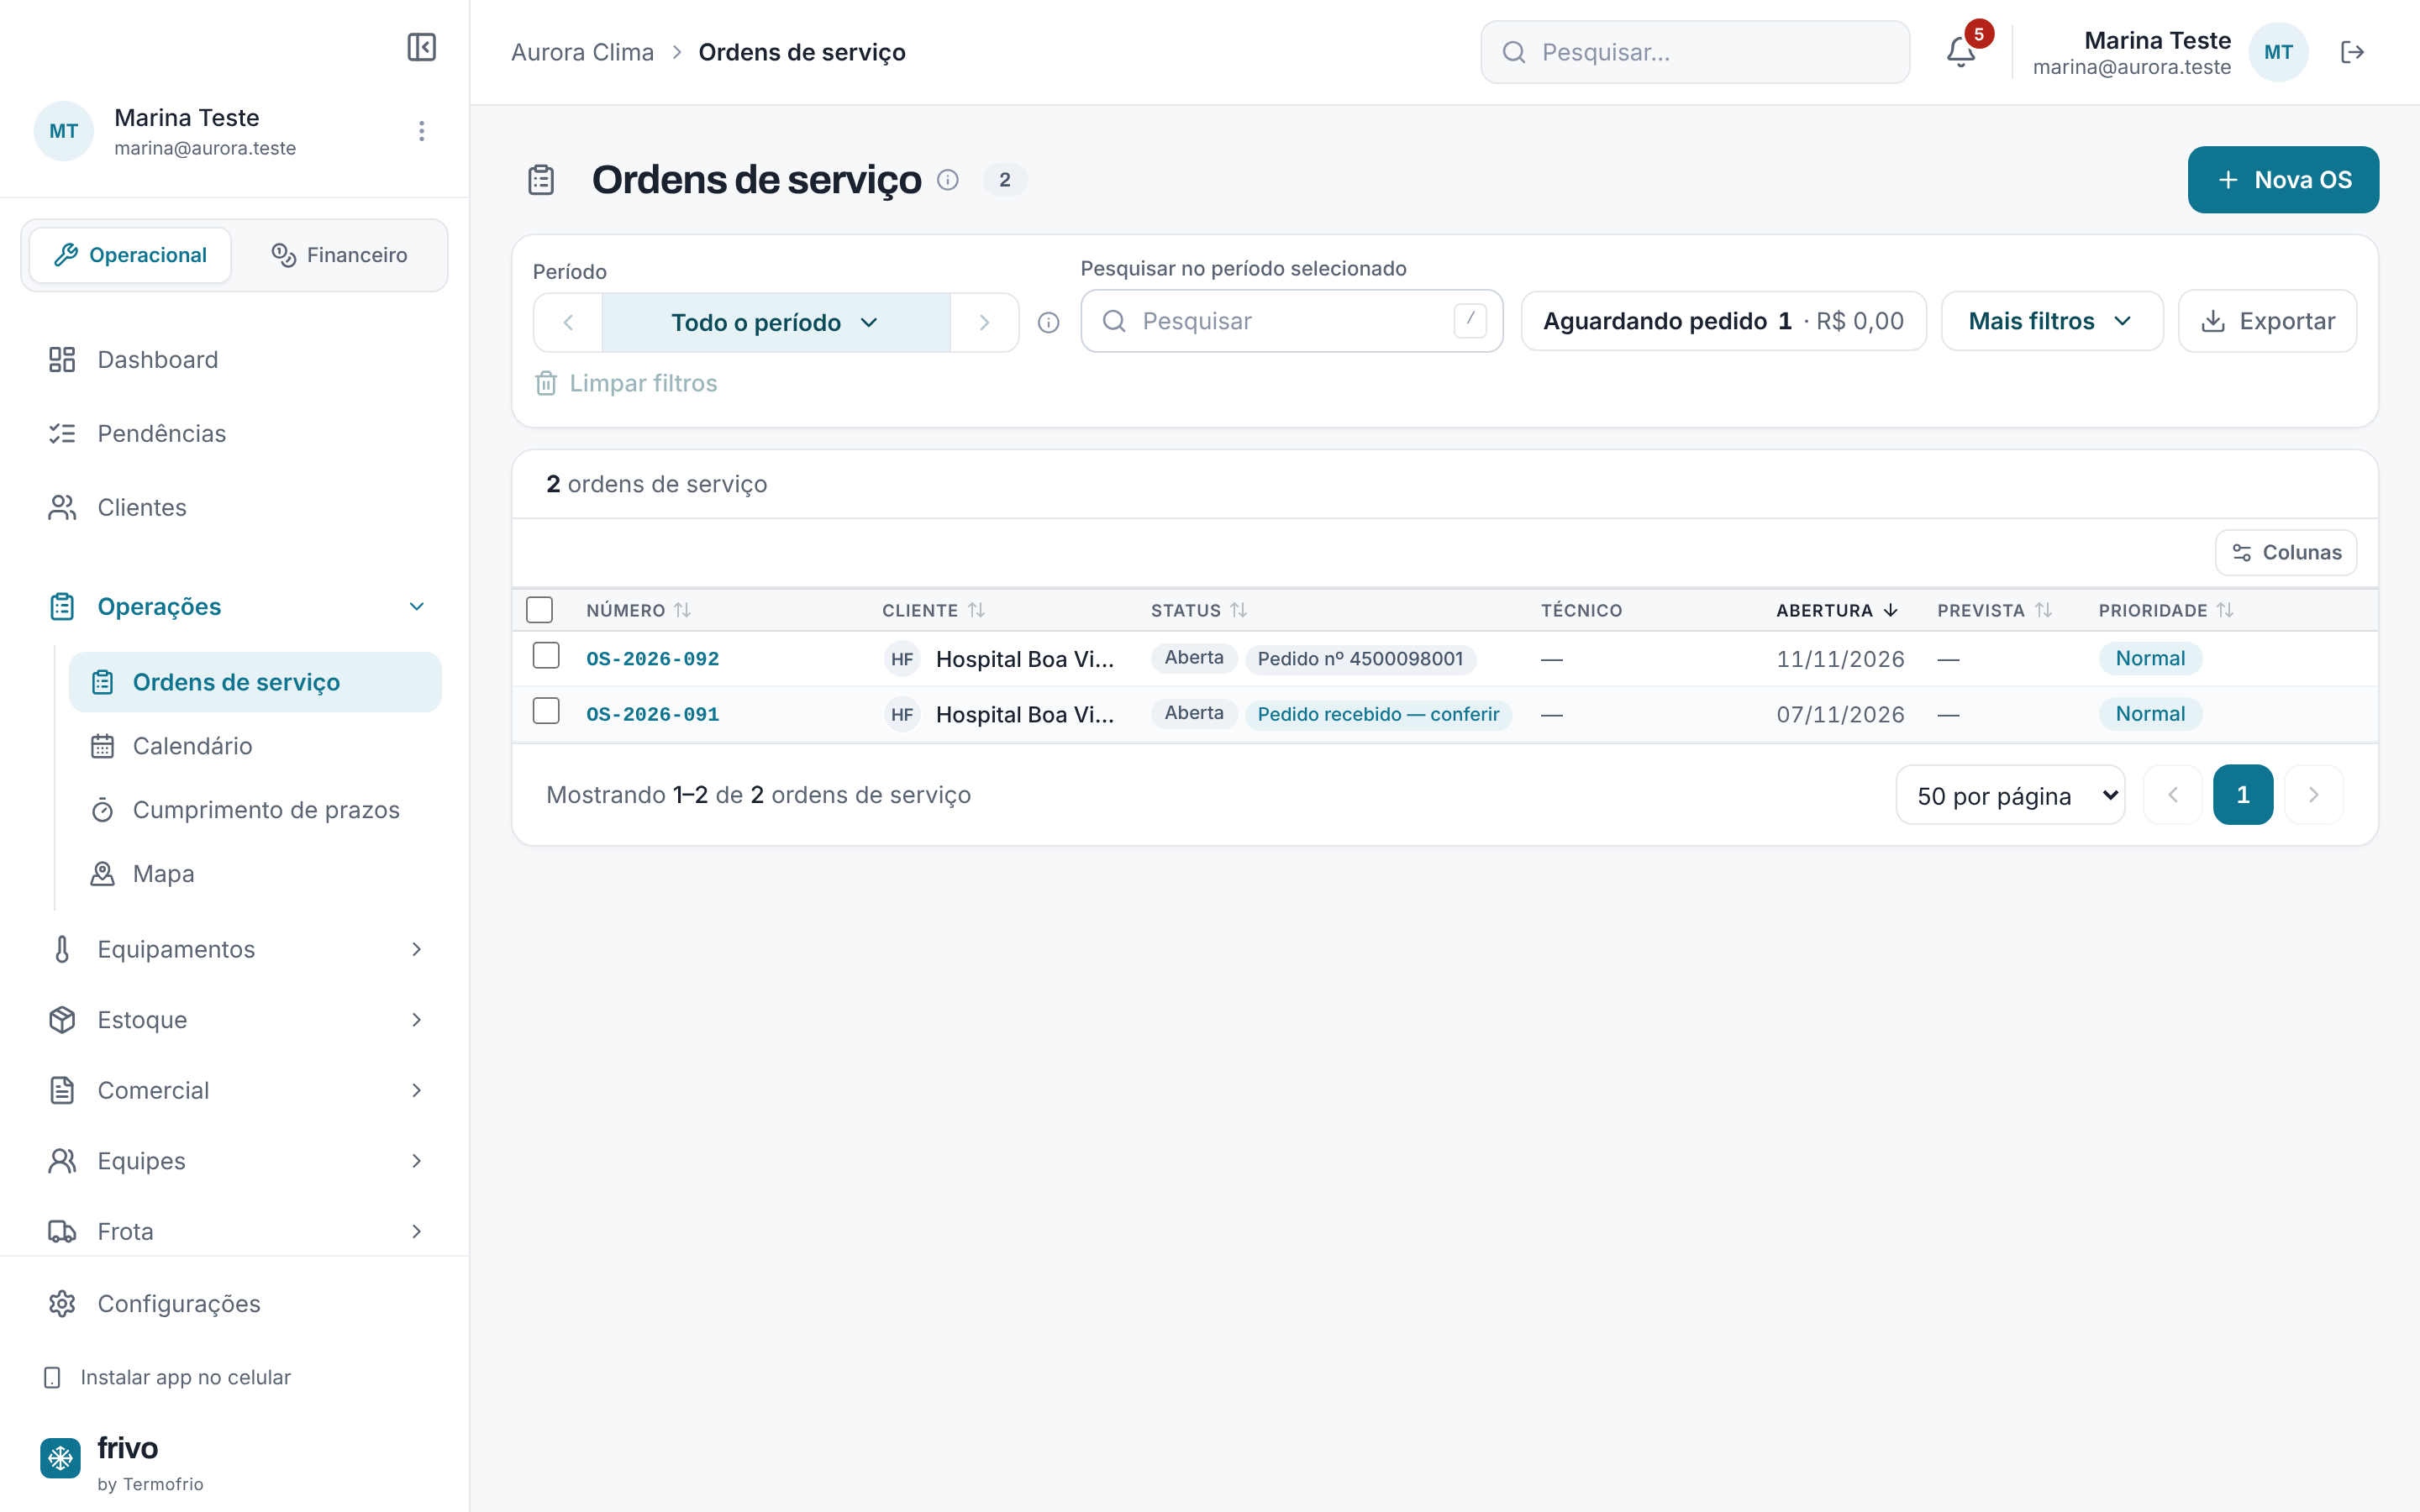 MT
Marina Teste
marina@aurora.teste
Operacional
Financeiro
Dashboard
Pendências
Clientes
Operações
Ordens de serviço
Calendário
Cumprimento de prazos
Mapa
Equipamentos
Estoque
Comercial
Equipes
Frota
Configurações
Instalar app no celular
frivo
by Termofrio
Aurora Clima > Ordens de serviço
Pesquisar...
5
Marina Teste
marina@aurora.teste
MT
Ordens de serviço 2
+ Nova OS
Período
Todo o período
Pesquisar no período selecionado
Pesquisar /
Aguardando pedido 1 · R$ 0,00
Mais filtros
Exportar
Limpar filtros
2 ordens de serviço
Colunas
NÚMERO CLIENTE STATUS TÉCNICO ABERTURA PREVISTA PRIORIDADE
OS-2026-092 HF Hospital Boa Vi... Aberta Pedido nº 4500098001 — 11/11/2026 — Normal
OS-2026-091 HF Hospital Boa Vi... Aberta Pedido recebido — conferir — 07/11/2026 — Normal
Mostrando 1–2 de 2 ordens de serviço
50 por página
1